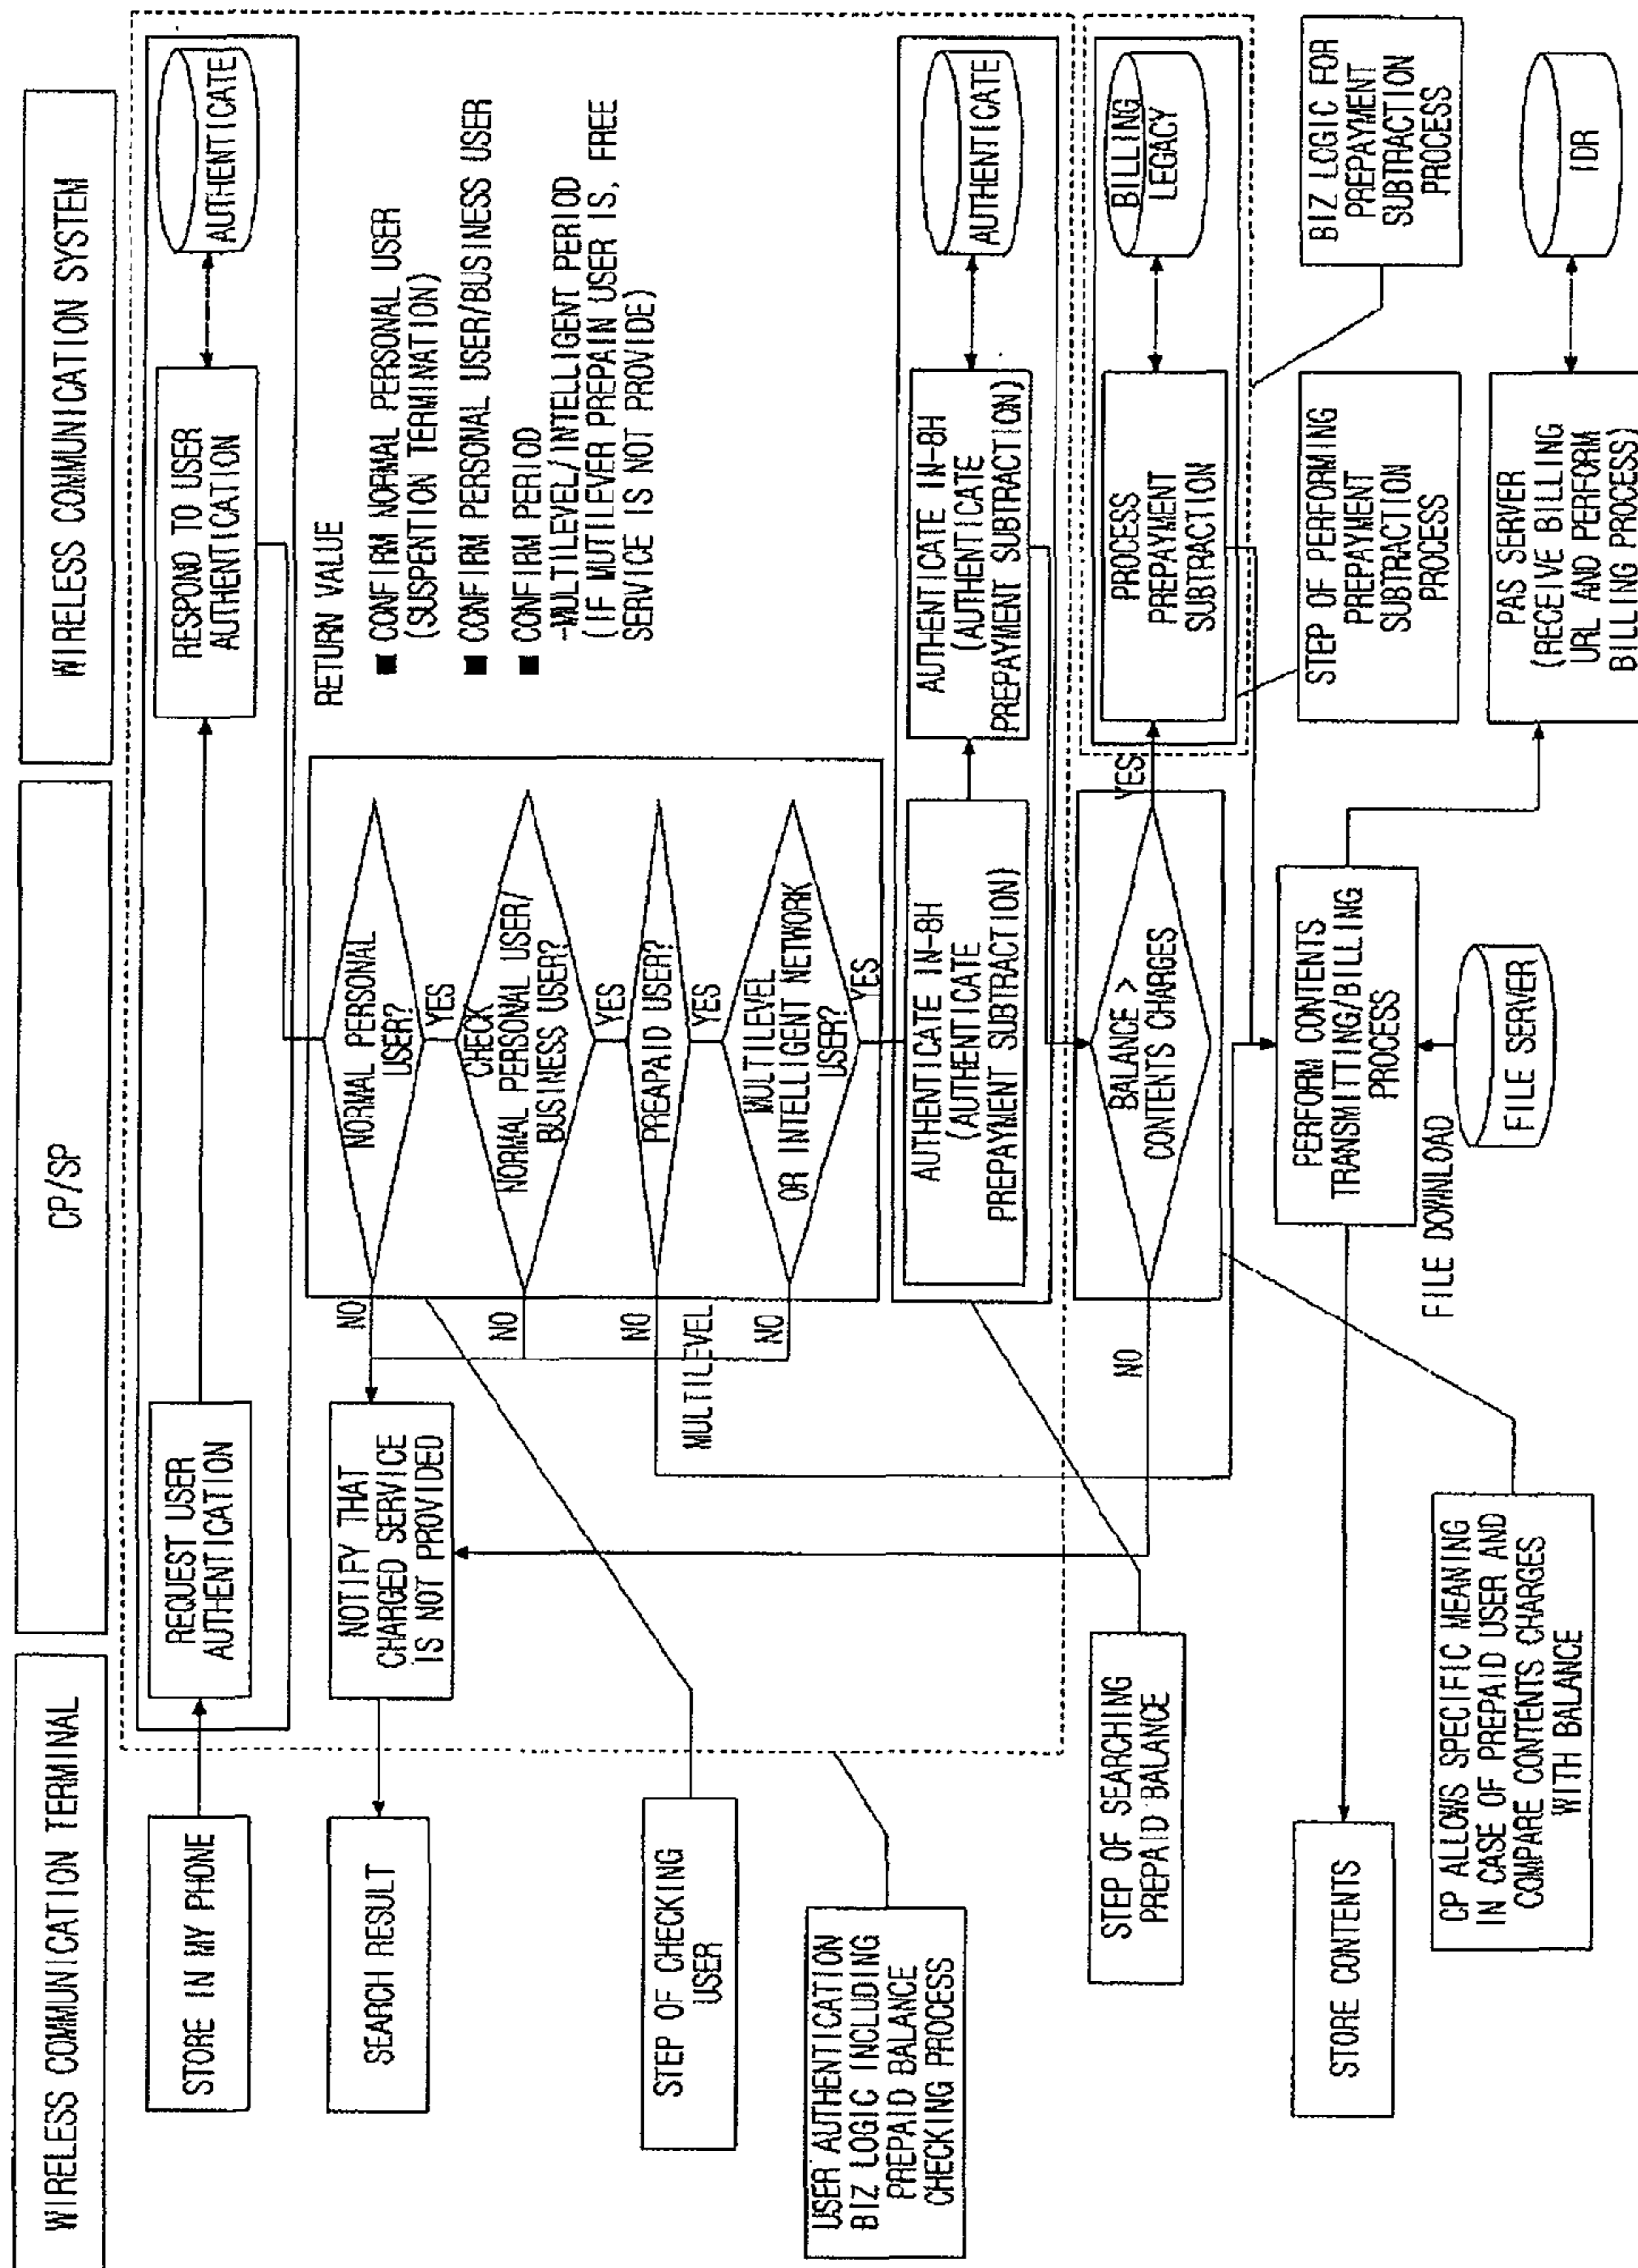 WIRELESS COMMUNICATION TERMINAL
CP/SP
WIRELESS COMMUNICATION SYSTEM
STORE IN MY PHONE
REQUEST USER
AUTHENTICATION
RESPOND TO USER
AUTHENTICATION
AUTHENTICATE
SEARCH RESULT
NOTIFY THAT
CHARGED SERVICE
IS NOT PROVIDED
NO
NORMAL PERSONAL
USER?
YES
RETURN VALUE
■ CONFIRM NORMAL PERSONAL USER
(SUSPENTION TERMINATION)
■ CONFIRM PERSONAL USER/BUSINESS USER
■ CONFIRM PERIOD
-MULTILEVEL/INTELLIGENT PERIOD
(IF MUTILEVER PREPAIN USER IS, FREE
SERVICE IS NOT PROVIDE)
NO
CHECK
NORMAL PERSONAL USER/
BUSINESS USER?
YES
STEP OF CHECKING
USER
NO
PREAPAID USER?
YES
MULTILEVEL
NO
MULTILEVEL
OR INTELLIGENT NETWORK
USER?
YES
USER AUTHENTICATION
BIZ LOGIC INCLUDING
PREPAID BALANCE
CHECKING PROCESS
AUTHENTICATE IN-8H
(AUTHENTICATE
PREPAYMENT SUBTRACTION)
AUTHENTICATE IN-8H
(AUTHENTICATE
PREPAYMENT SUBTRACTION)
AUTHENTICATE
STEP OF SEARCHING
PREPAID BALANCE
NO
BALANCE >
CONTENTS CHARGES
YES
PROCESS
PREPAYMENT
SUBTRACTION
BILLING
LEGACY
STORE CONTENTS
PERFORM CONTENTS
TRANSMITTING/BILLING
PROCESS
STEP OF PERFORMING
PREPAYMENT
SUBTRACTION
PROCESS
BIZ LOGIC FOR
PREPAYMENT
SUBTRACTION
PROCESS
CP ALLOWS SPECIFIC MEANING
IN CASE OF PREPAID USER AND
COMPARE CONTENTS CHARGES
WITH BALANCE
FILE DOWNLOAD
FILE SERVER
PAS SERVER
(RECEIVE BILLING
URL AND PERFORM
BILLING PROCESS)
IDR